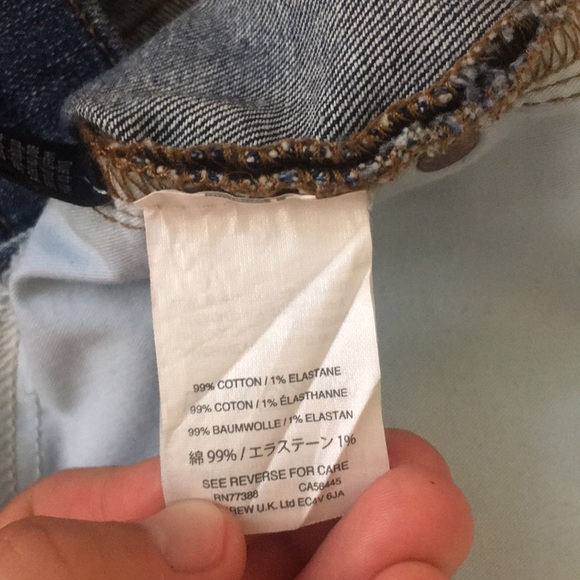 99% COTTON / 1% ELASTANE
99% COTON / 1% ÉLASTHANNE
99% BAUMWOLLE / 1% ELASTAN
綿 99% / エラステーン 1%
SEE REVERSE FOR CARE
RN77388 CA56445
REW U.K. Ltd EC4V 6JA